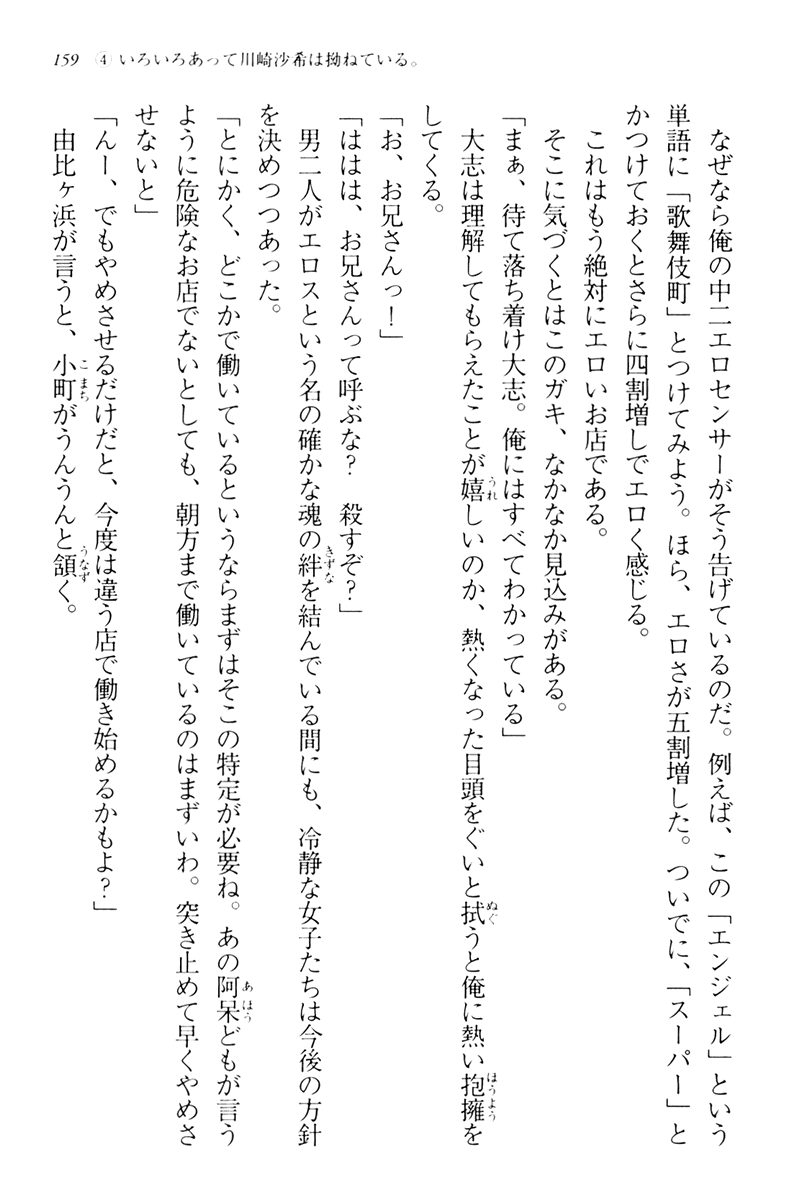 159 ④ いろいろあって川崎沙希は拗ねている。
なぜなら俺の中二エロセンサーがそう告げているのだ。例えば、この「エンジェル」という
単語に「歌舞伎町」とつけてみよう。ほら、エロさが五割増した。ついでに、「スーパー」と
かつけておくとさらに四割増しでエロく感じる。
これはもう絶対にエロいお店である。
そこに気づくとはこのガキ、なかなか見込みがある。
「まぁ、待て落ち着け大志。俺にはすべてわかっている」
大志は理解してもらえたことが嬉しいのか、熱くなった目頭をぐいと拭うと俺に熱い抱擁を
してくる。
「お、お兄さんっ！」
「ははは、お兄さんって呼ぶな？　殺すぞ？」
男二人がエロスという名の確かな魂の絆を結んでいる間にも、冷静な女子たちは今後の方針
を決めつつあった。
「とにかく、どこかで働いているというならまずはそこの特定が必要ね。あの阿呆どもが言う
ように危険なお店でないとしても、朝方まで働いているのはまずいわ。突き止めて早くやめさ
せないと」
「んー、でもやめさせるだけだと、今度は違う店で働き始めるかもよ？」
由比ヶ浜が言うと、小町がうんうんと頷く。